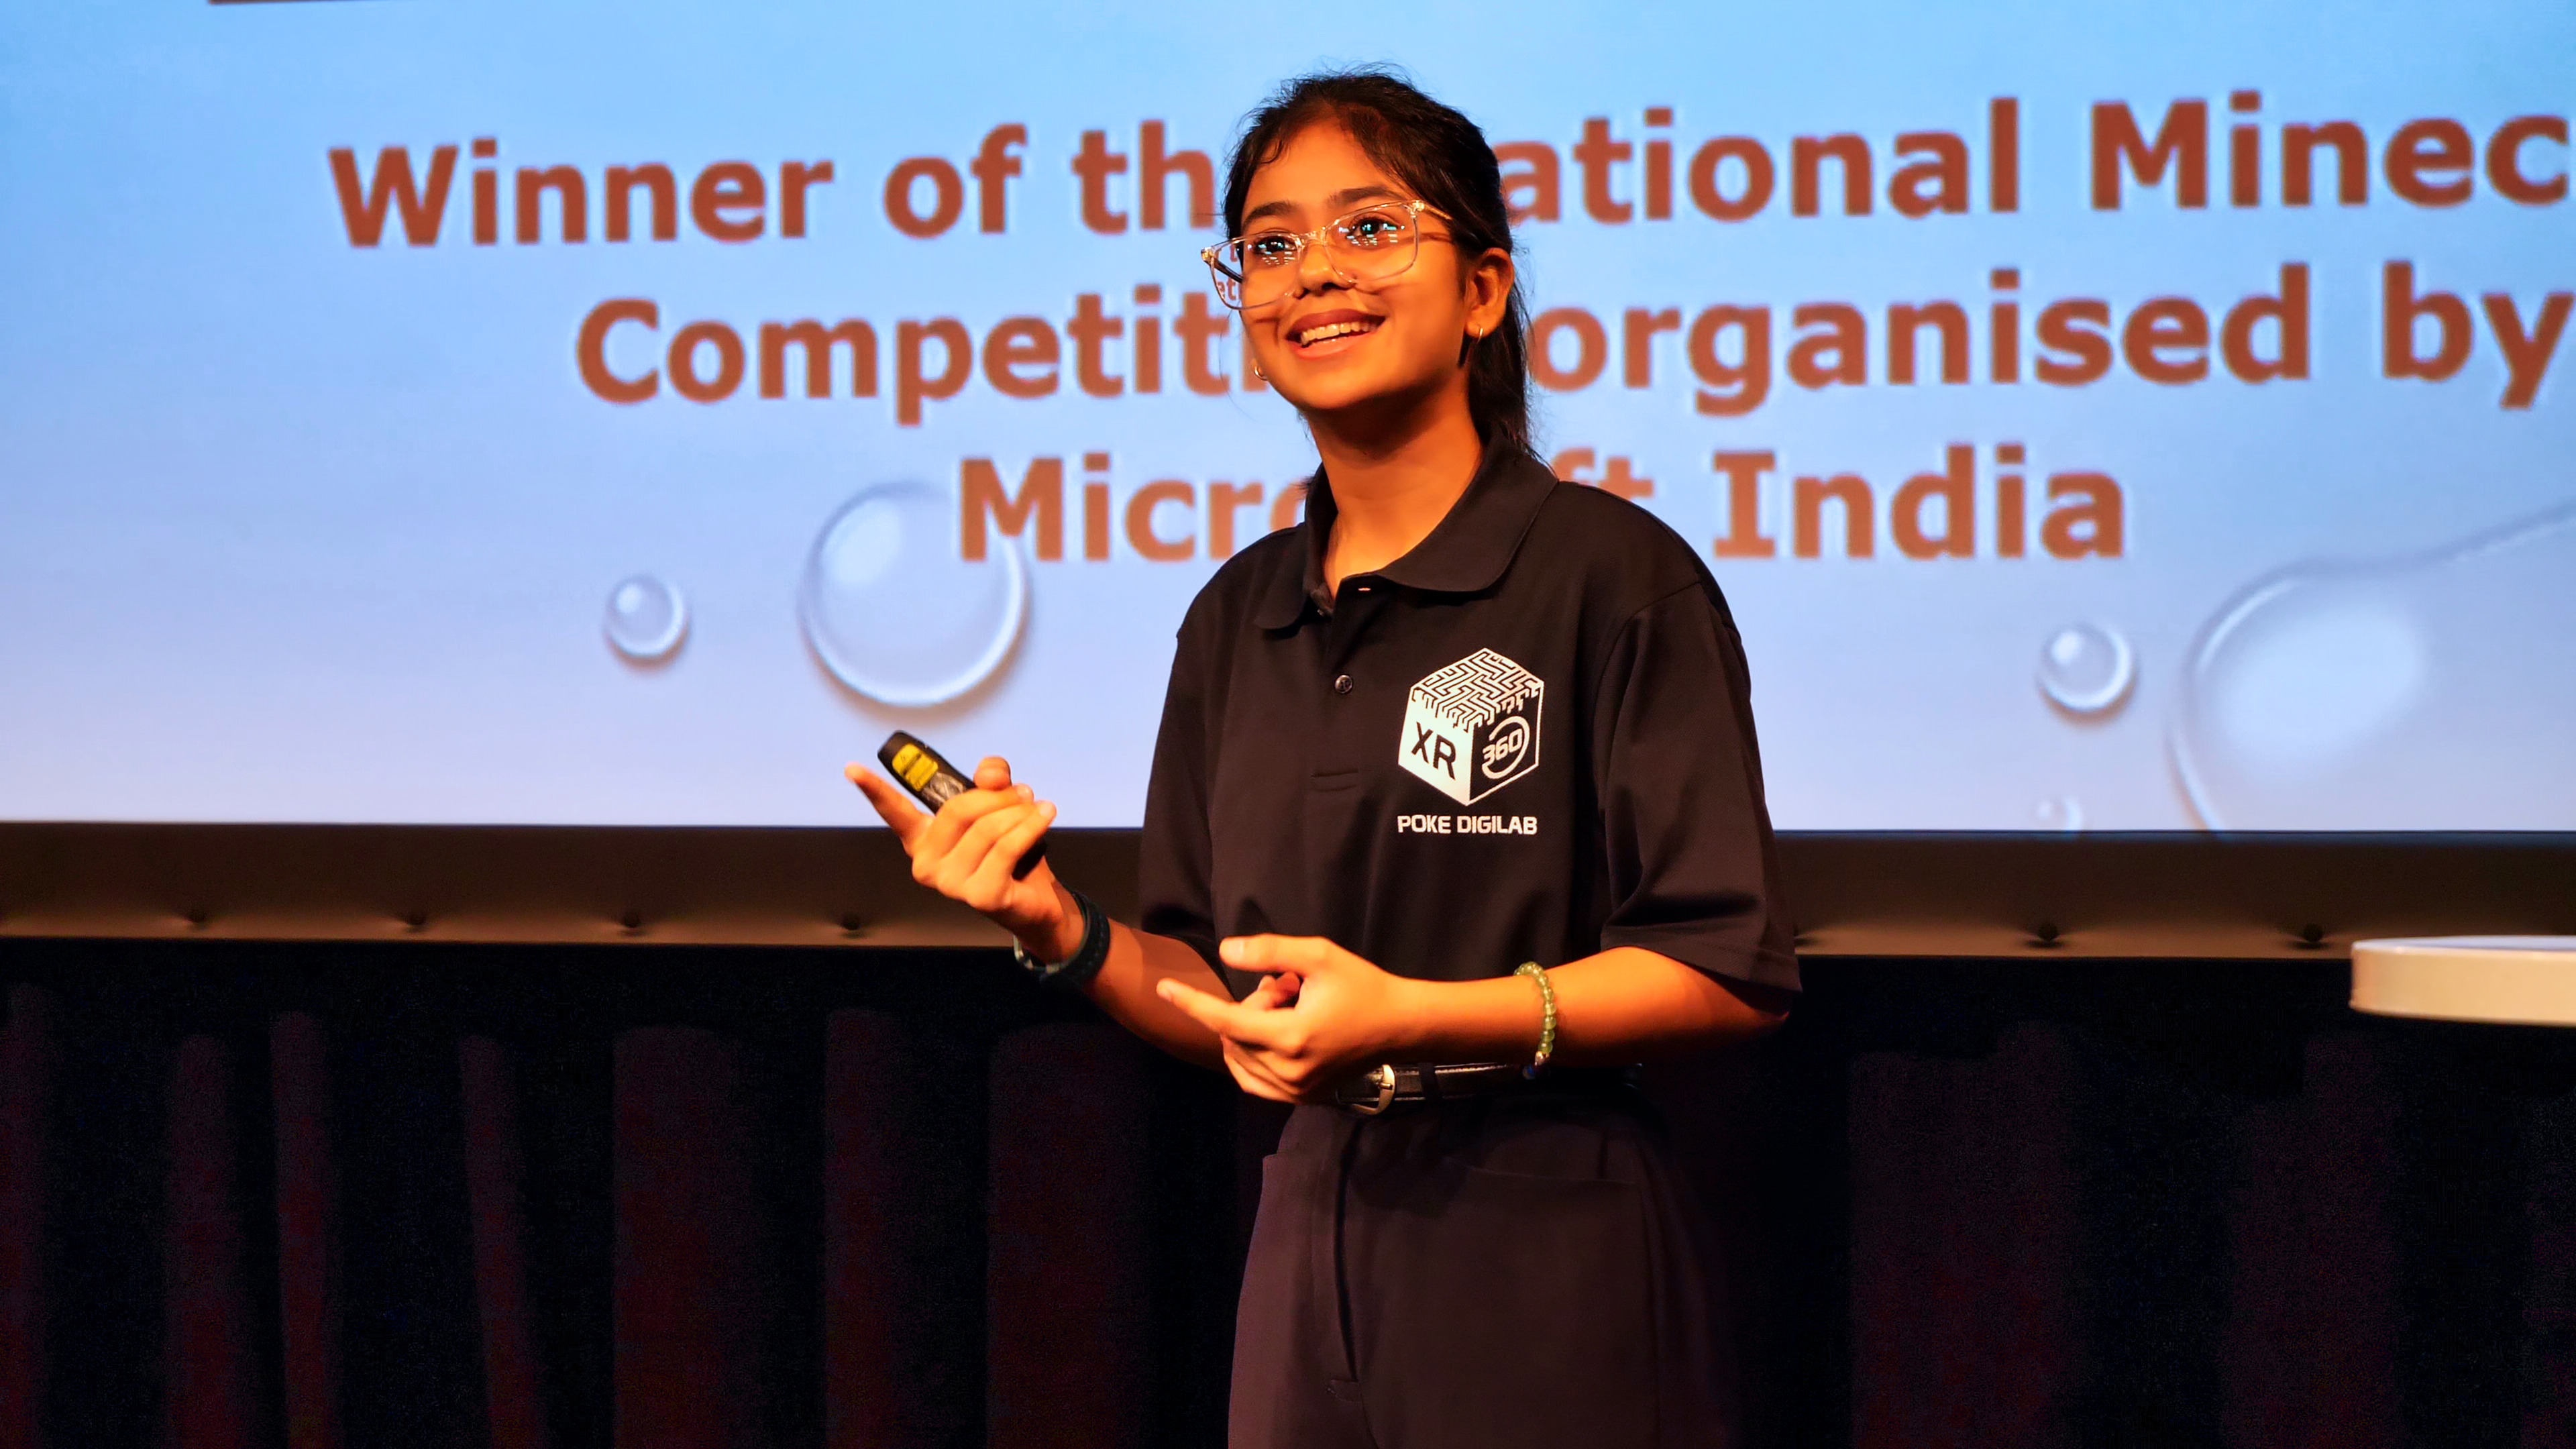 Winner of th ational Minec
Competiti organised by
Micro ft India
XR
360
POKE DIGILAB